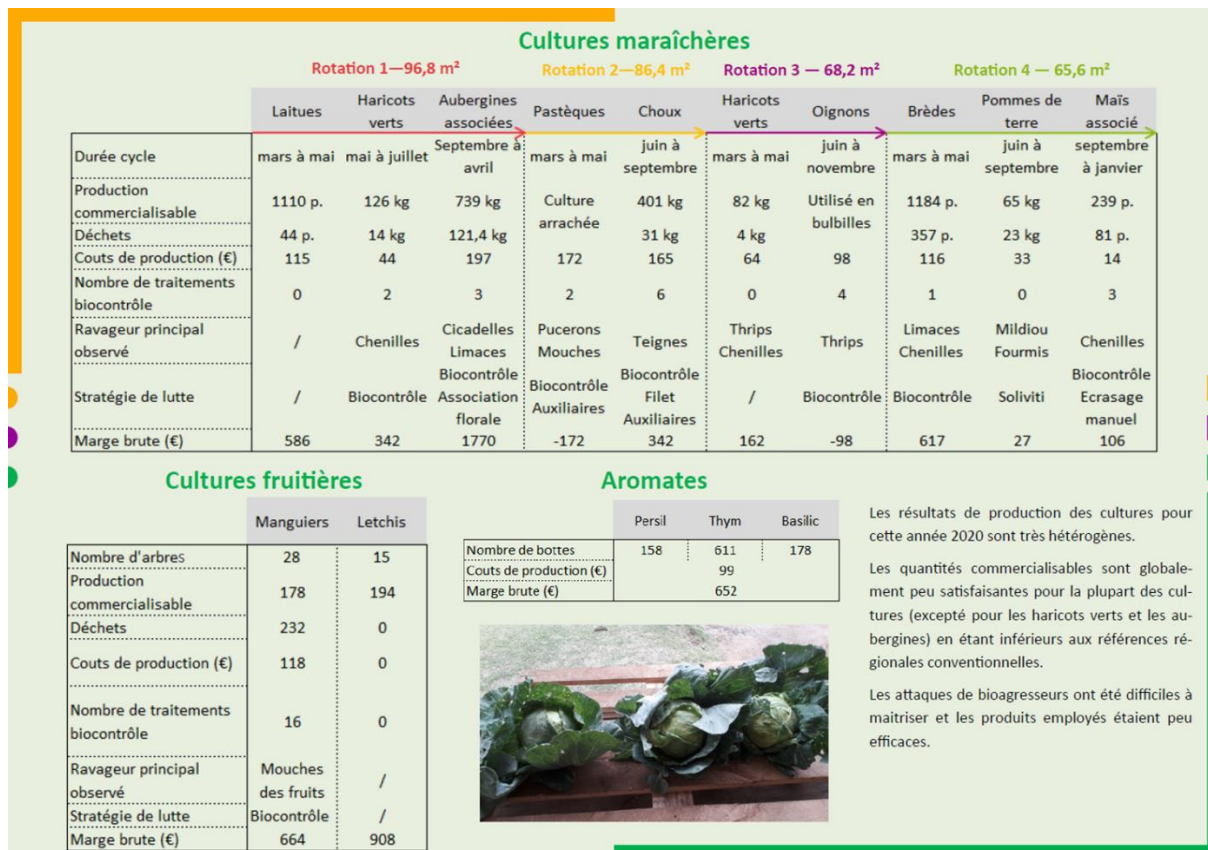 Cultures maraîchères
Rotation 1—96,8 m² Rotation 2—86,4 m² Rotation 3 — 68,2 m² Rotation 4 — 65,6 m²
Laitues Haricots verts Aubergines associées Pastèques Choux Haricots verts Oignons Brèdes Pommes de terre Maïs associé
Durée cycle mars à mai mai à juillet Septembre à avril mars à mai juin à septembre mars à mai juin à novembre mars à mai juin à septembre septembre à janvier
Production commercialisable 1110 p. 126 kg 739 kg Culture arrachée 401 kg 82 kg Utilisé en bulbilles 1184 p. 65 kg 239 p.
Déchets 44 p. 14 kg 121,4 kg 31 kg 4 kg 357 p. 23 kg 81 p.
Couts de production (€) 115 44 197 172 165 64 98 116 33 14
Nombre de traitements biocontrôle 0 2 3 2 6 0 4 1 0 3
Ravageur principal observé / Chenilles Cicadelles Limaces Pucerons Mouches Teignes Thrips Chenilles Thrips Limaces Chenilles Mildiou Fourmis Chenilles
Stratégie de lutte / Biocontrôle Biocontrôle Association florale Biocontrôle Auxiliaires Biocontrôle Filet Auxiliaires / Biocontrôle Biocontrôle Soliviti Biocontrôle Ecrasage manuel
Marge brute (€) 586 342 1770 -172 342 162 -98 617 27 106
Cultures fruitières
Manguiers Letchis
Nombre d'arbres 28 15
Production commercialisable 178 194
Déchets 232 0
Couts de production (€) 118 0
Nombre de traitements biocontrôle 16 0
Ravageur principal observé Mouches des fruits /
Stratégie de lutte Biocontrôle /
Marge brute (€) 664 908
Aromates
Persil Thym Basilic
Nombre de bottes 158 611 178
Couts de production (€) 99
Marge brute (€) 652
Les résultats de production des cultures pour
cette année 2020 sont très hétérogènes.
Les quantités commercialisables sont globale-
ment peu satisfaisantes pour la plupart des cul-
tures (excepté pour les haricots verts et les au-
bergines) en étant inférieurs aux références ré-
gionales conventionnelles.
Les attaques de bioagresseurs ont été difficiles à
maitriser et les produits employés étaient peu
efficaces.